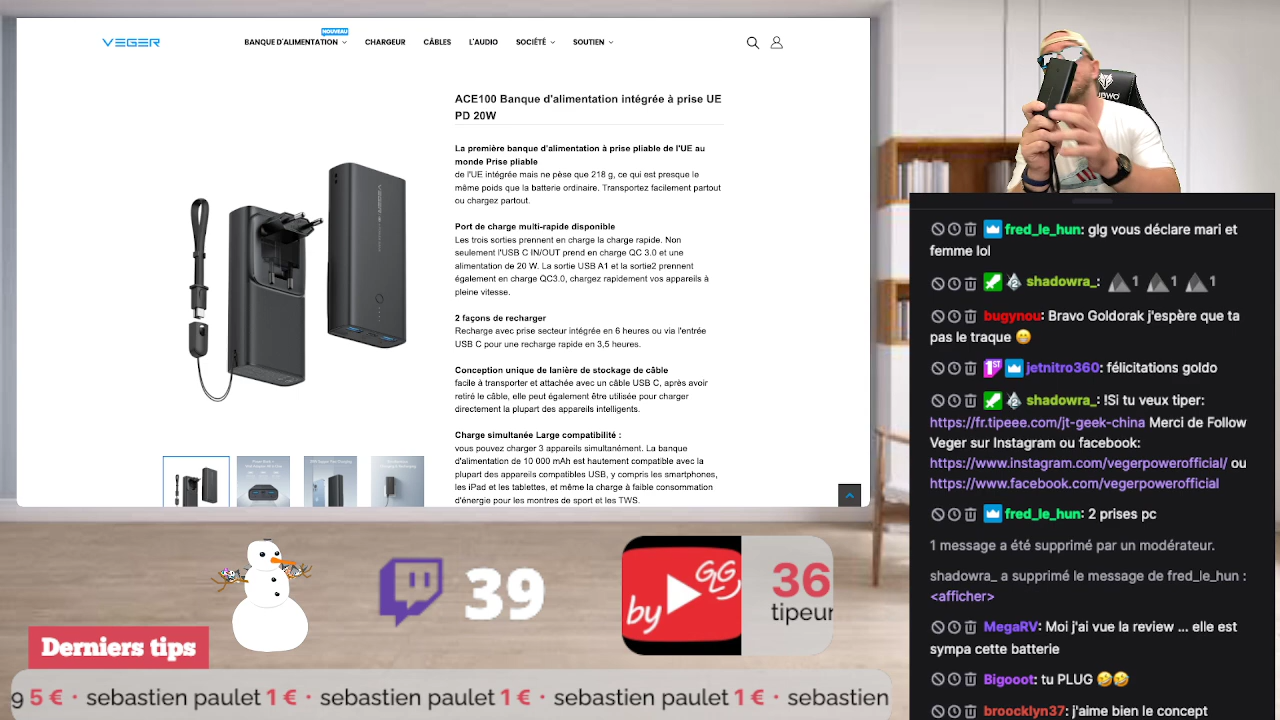 VEGER
NOUVEAU
BANQUE D'ALIMENTATION
CHARGEUR
CÂBLES
L'AUDIO
SOCIÉTÉ
SOUTIEN
ACE100 Banque d'alimentation intégrée à prise UE
PD 20W
La première banque d'alimentation à prise pliable de l'UE au
monde Prise pliable
de l'UE intégrée mais ne pèse que 218 g, ce qui est presque le
même poids que la batterie ordinaire. Transportez facilement partout
ou chargez partout.
Port de charge multi-rapide disponible
Les trois sorties prennent en charge la charge rapide. Non
seulement l'USB C IN/OUT prend en charge QC 3.0 et une
alimentation de 20 W. La sortie USB A1 et la sortie2 prennent
également en charge QC3.0, chargez rapidement vos appareils à
pleine vitesse.
2 façons de recharger
Recharge avec prise secteur intégrée en 6 heures ou via l'entrée
USB C pour une recharge rapide en 3,5 heures.
Conception unique de lanière de stockage de câble
facile à transporter et attachée avec un câble USB C, après avoir
retiré le câble, elle peut également être utilisée pour charger
directement la plupart des appareils intelligents.
Charge simultanée Large compatibilité :
vous pouvez charger 3 appareils simultanément. La banque
d'alimentation de 10 000 mAh est hautement compatible avec la
plupart des appareils compatibles USB, y compris les smartphones,
les iPad et les tablettes, et même la charge à faible consommation
d'énergie pour les montres de sport et les TWS.
fred_le_hun: glg vous déclare mari et
femme lol
shadowra_: 1 1 1
bugynou: Bravo Goldorak j'espère que ta
pas le traque 😁
1ST jetnitro360: félicitations goldo
shadowra_: !Si tu veux tiper:
https://fr.tipeee.com/jt-geek-china Merci de Follow
Veger sur Instagram ou facebook:
https://www.instagram.com/vegerpowerofficial/ ou
https://www.facebook.com/vegerpowerofficial
fred_le_hun: 2 prises pc
1 message a été supprimé par un modérateur.
shadowra_ a supprimé le message de fred_le_hun :
<afficher>
MegaRV: Moi j'ai vue la review ... elle est
sympa cette batterie
Bigooot: tu PLUG 🤣🤣
broocklyn37: j'aime bien le concept
39
by GLG
36
tipeur
Derniers tips
g 5 € · sebastien paulet 1 € · sebastien paulet 1 € · sebastien paulet 1 € · sebastien